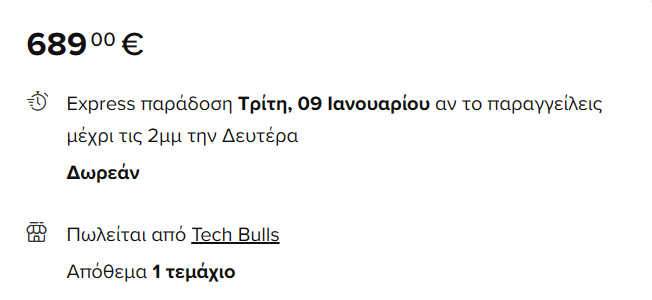 689 00 €
Express παράδοση Τρίτη, 09 Ιανουαρίου αν το παραγγείλεις
μέχρι τις 2μμ την Δευτέρα
Δωρεάν
Πωλείται από Tech Bulls
Απόθεμα 1 τεμάχιο